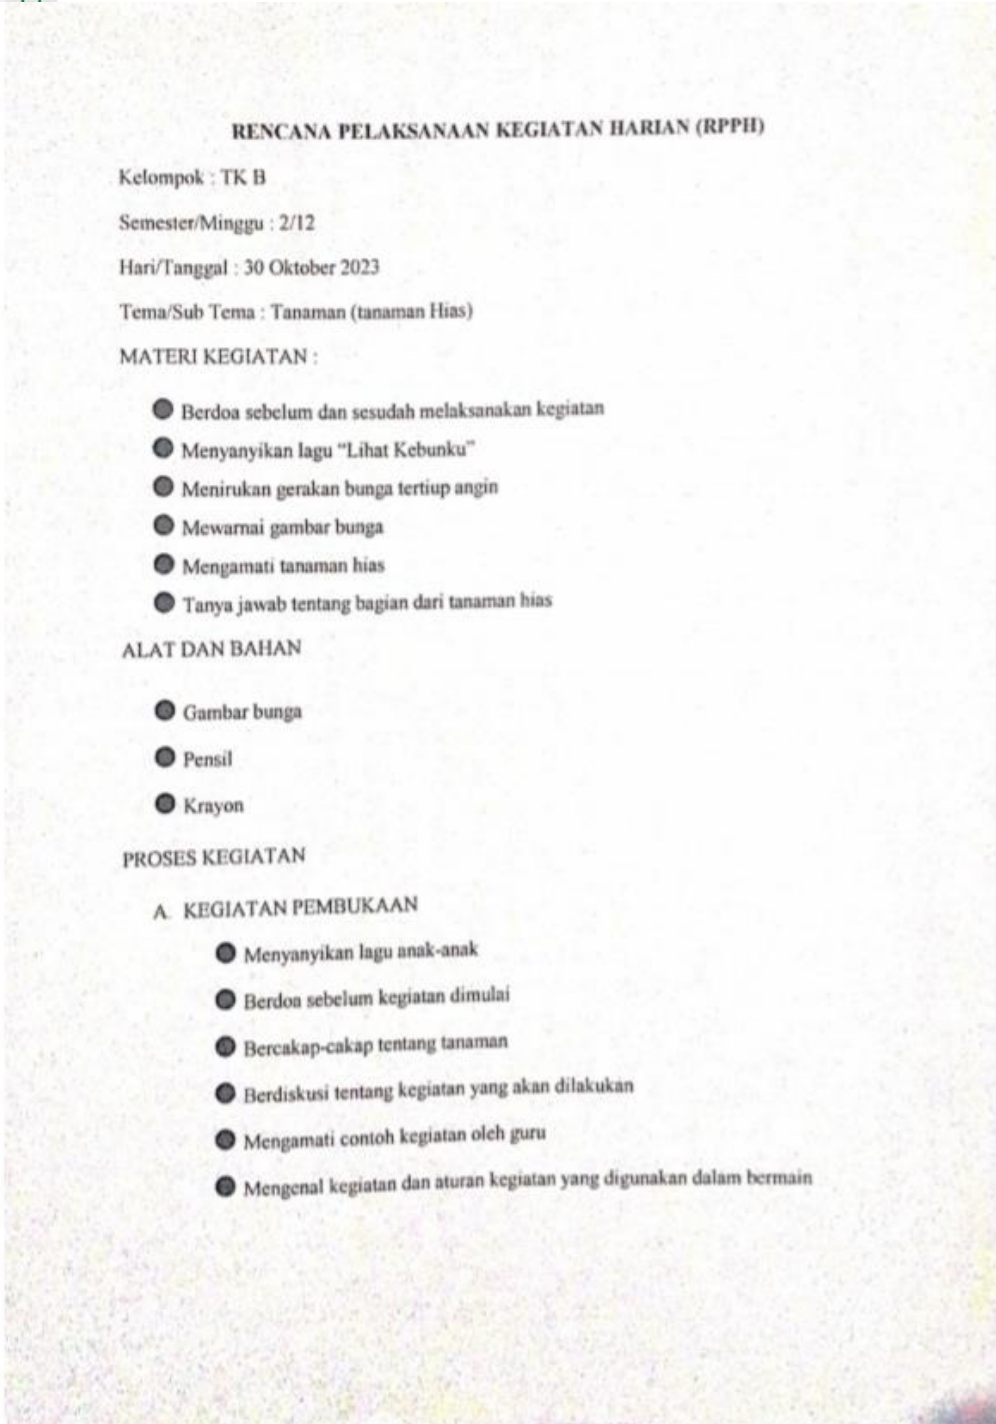 RENCANA PELAKSANAAN KEGIATAN HARIAN (RPPH)
Kelompok : TK B
Semester/Minggu : 2/12
Hari/Tanggal : 30 Oktober 2023
Tema/Sub Tema : Tanaman (tanaman Hias)
MATERI KEGIATAN :
Berdoa sebelum dan sesudah melaksanakan kegiatan
Menyanyikan lagu “Lihat Kebunku”
Menirukan gerakan bunga tertiup angin
Mewarnai gambar bunga
Mengamati tanaman hias
Tanya jawab tentang bagian dari tanaman hias
ALAT DAN BAHAN
Gambar bunga
Pensil
Krayon
PROSES KEGIATAN
A. KEGIATAN PEMBUKAAN
Menyanyikan lagu anak-anak
Berdoa sebelum kegiatan dimulai
Bercakap-cakap tentang tanaman
Berdiskusi tentang kegiatan yang akan dilakukan
Mengamati contoh kegiatan oleh guru
Mengenal kegiatan dan aturan kegiatan yang digunakan dalam bermain